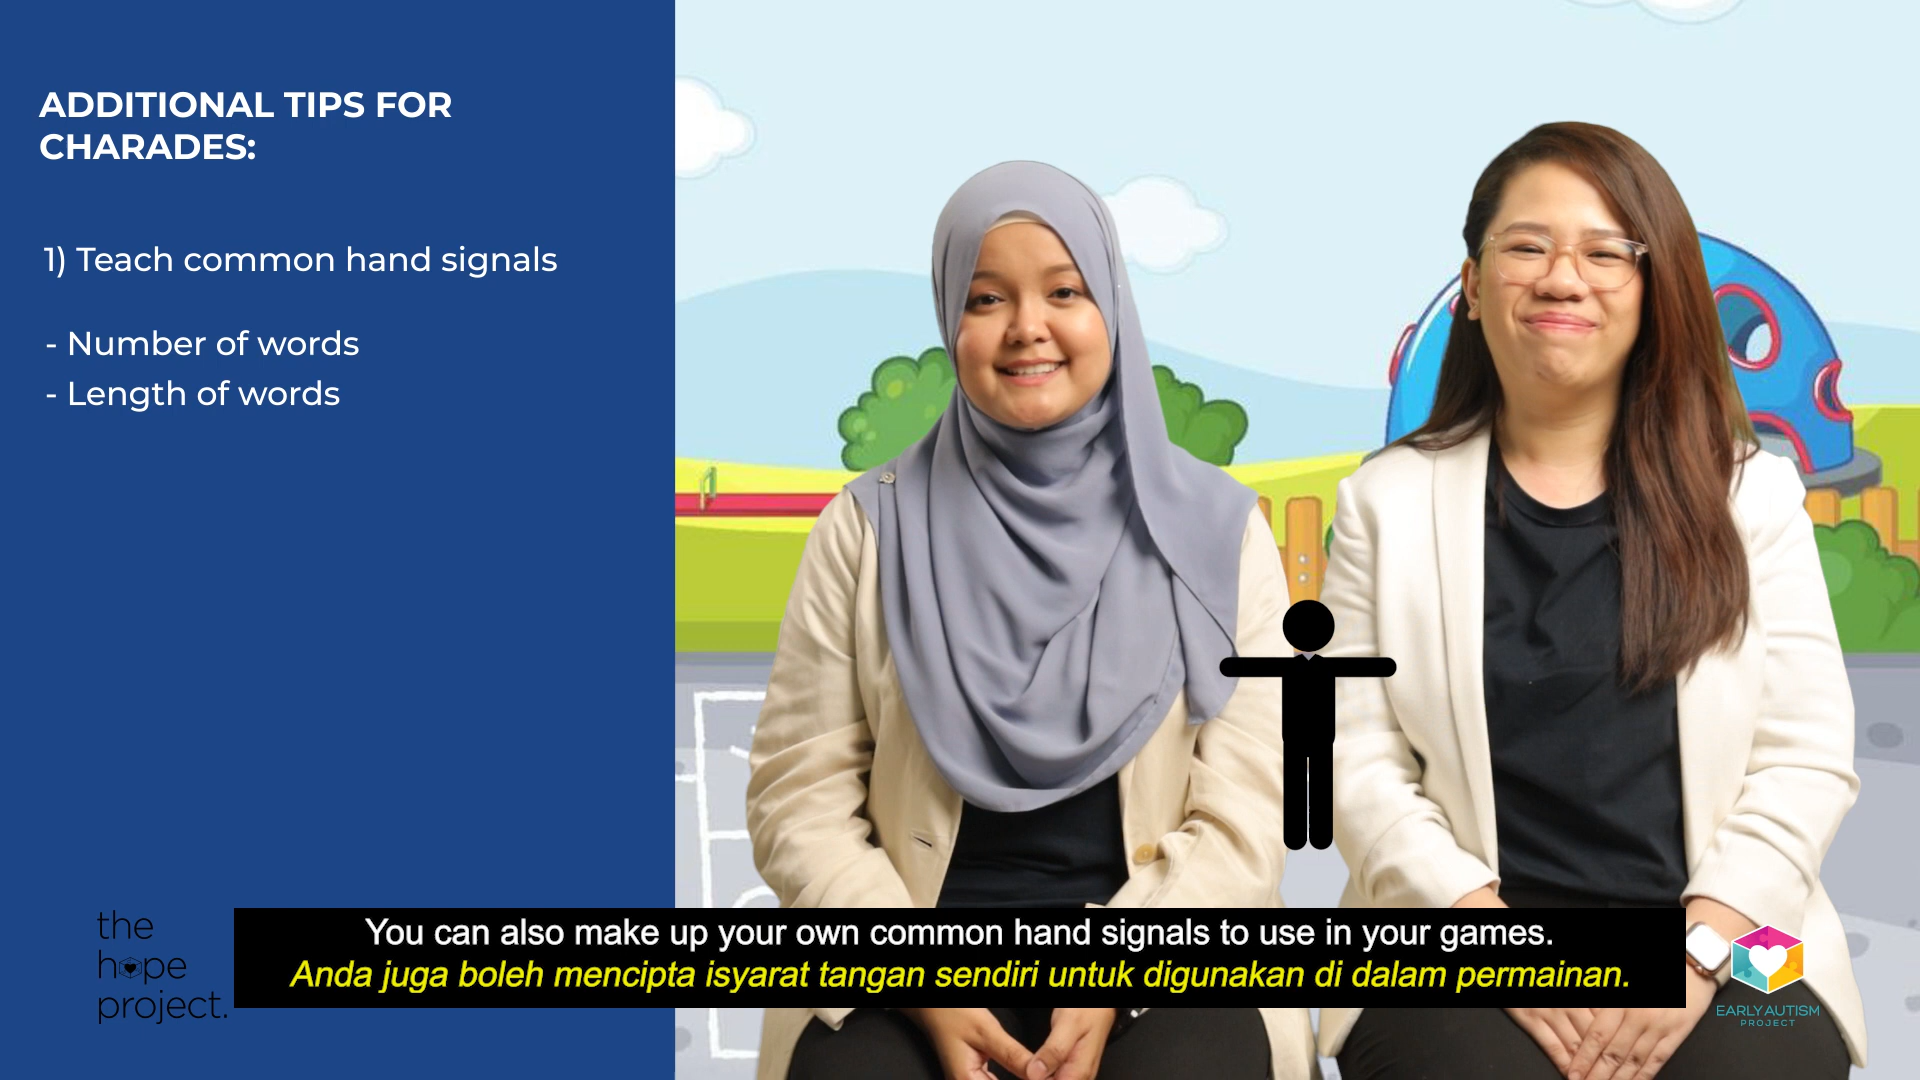 ADDITIONAL TIPS FOR
CHARADES:
1) Teach common hand signals
- Number of words
- Length of words
the
hope
project.
You can also make up your own common hand signals to use in your games.
Anda juga boleh mencipta isyarat tangan sendiri untuk digunakan di dalam permainan.
EARLY AUTISM
PROJECT